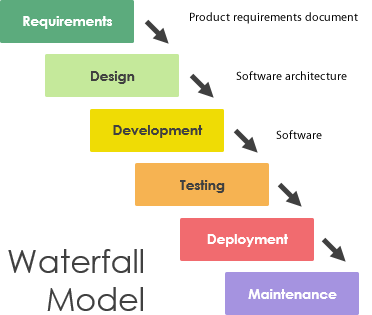 Requirements
Product requirements document
Design
Software architecture
Development
Software
Testing
Deployment
Maintenance
Waterfall
Model